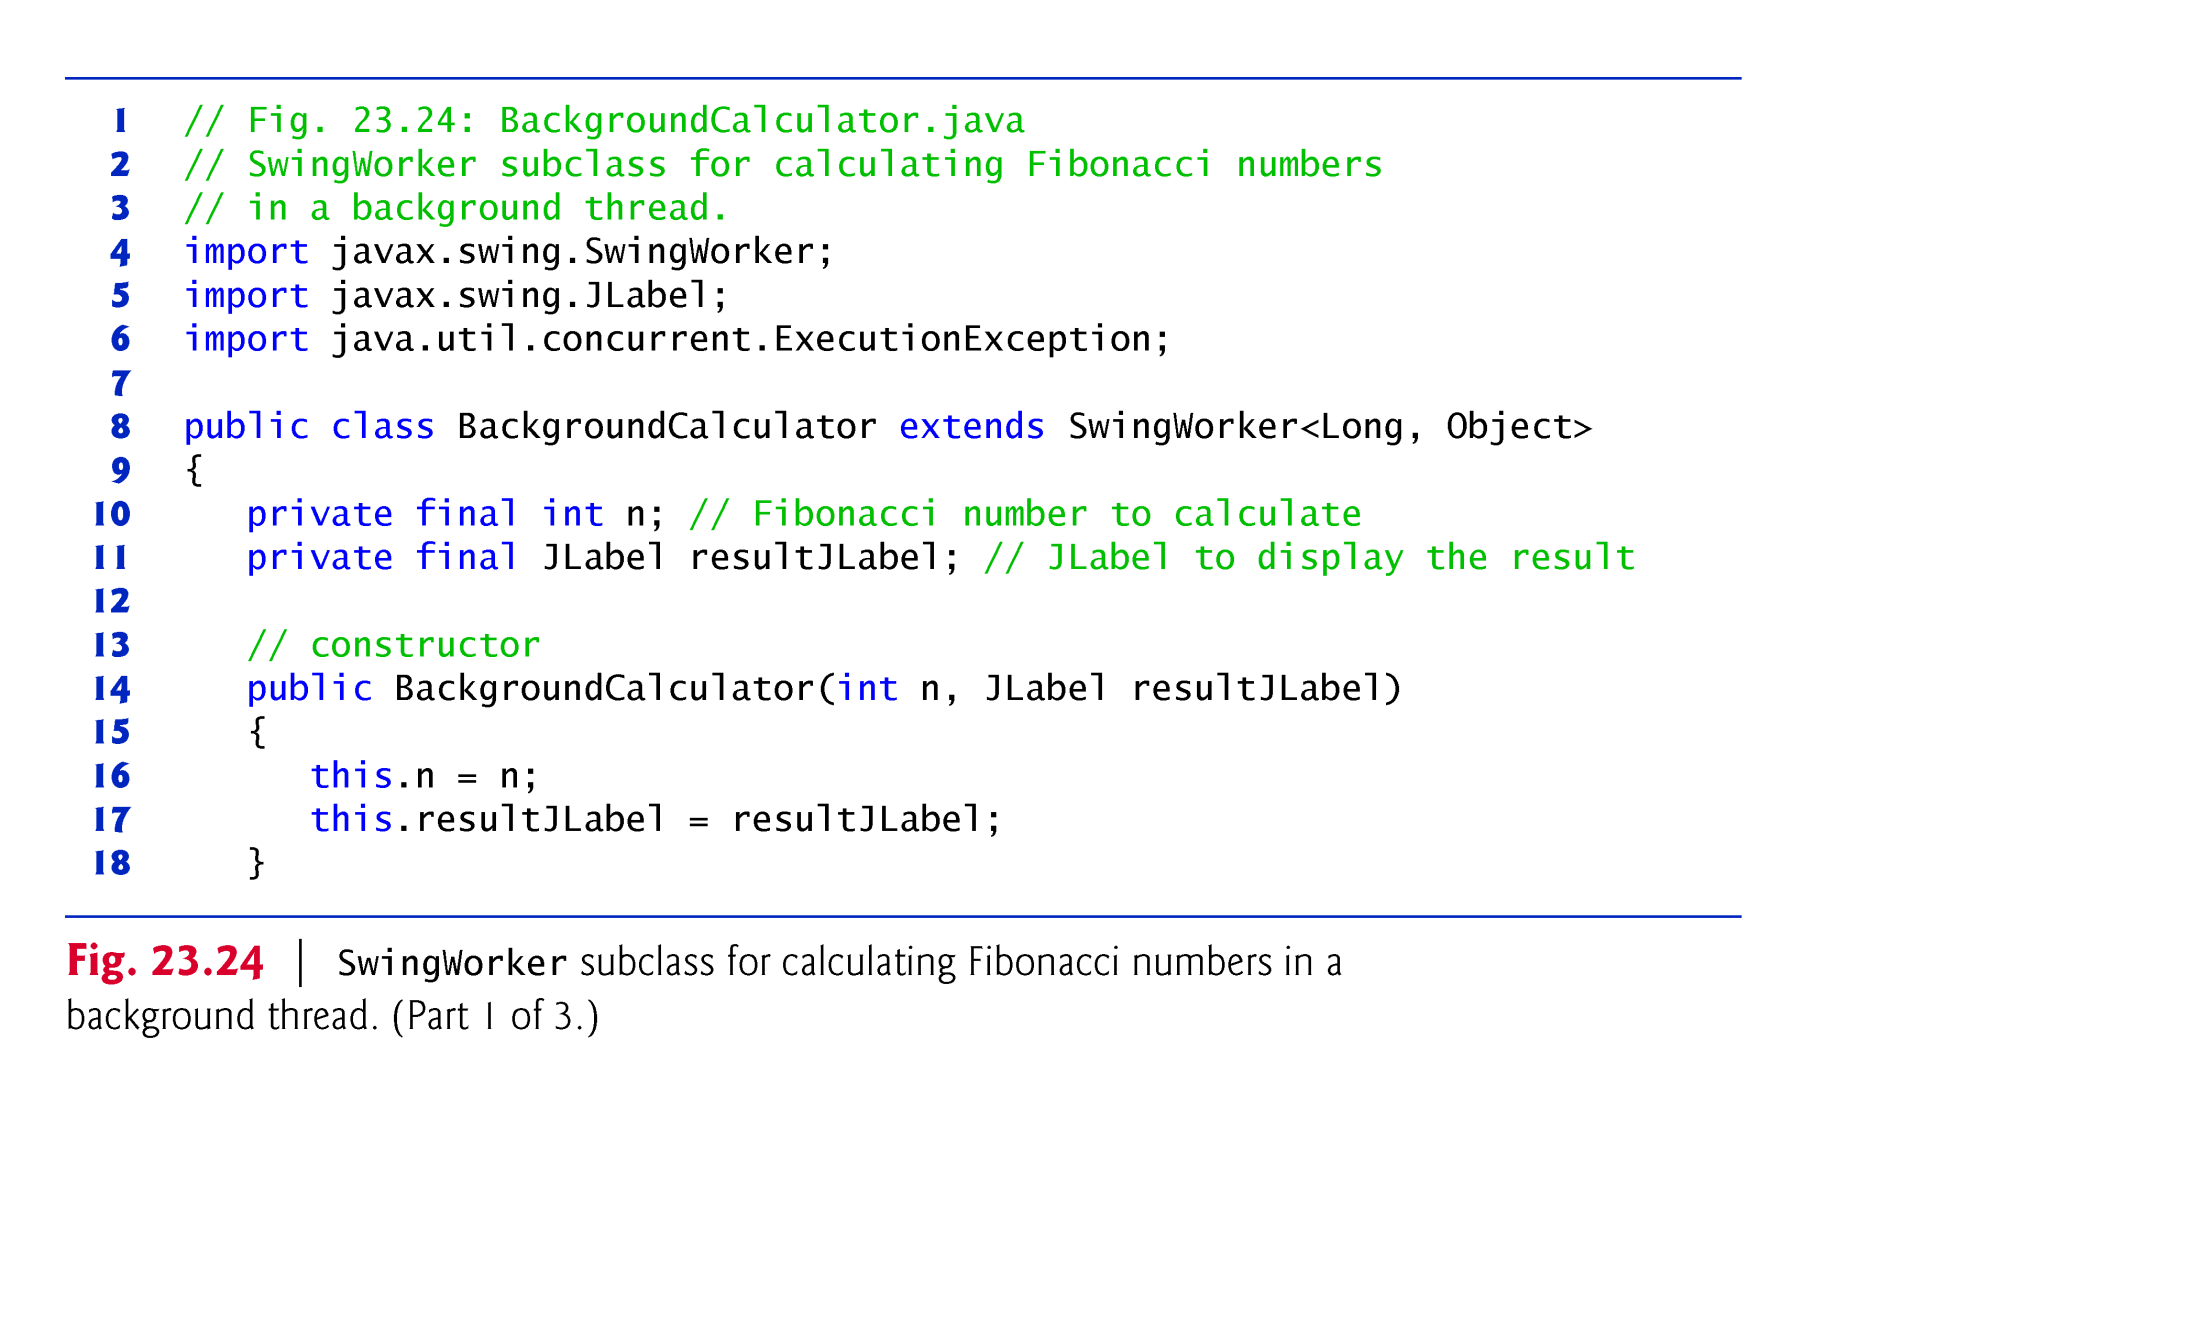 1 // Fig. 23.24: BackgroundCalculator.java
2 // SwingWorker subclass for calculating Fibonacci numbers
3 // in a background thread.
4 import javax.swing.SwingWorker;
5 import javax.swing.JLabel;
6 import java.util.concurrent.ExecutionException;
7
8 public class BackgroundCalculator extends SwingWorker<Long, Object>
9 {
10    private final int n; // Fibonacci number to calculate
11    private final JLabel resultJLabel; // JLabel to display the result
12
13    // constructor
14    public BackgroundCalculator(int n, JLabel resultJLabel)
15    {
16       this.n = n;
17       this.resultJLabel = resultJLabel;
18    }
Fig. 23.24 | SwingWorker subclass for calculating Fibonacci numbers in a
background thread. (Part 1 of 3.)